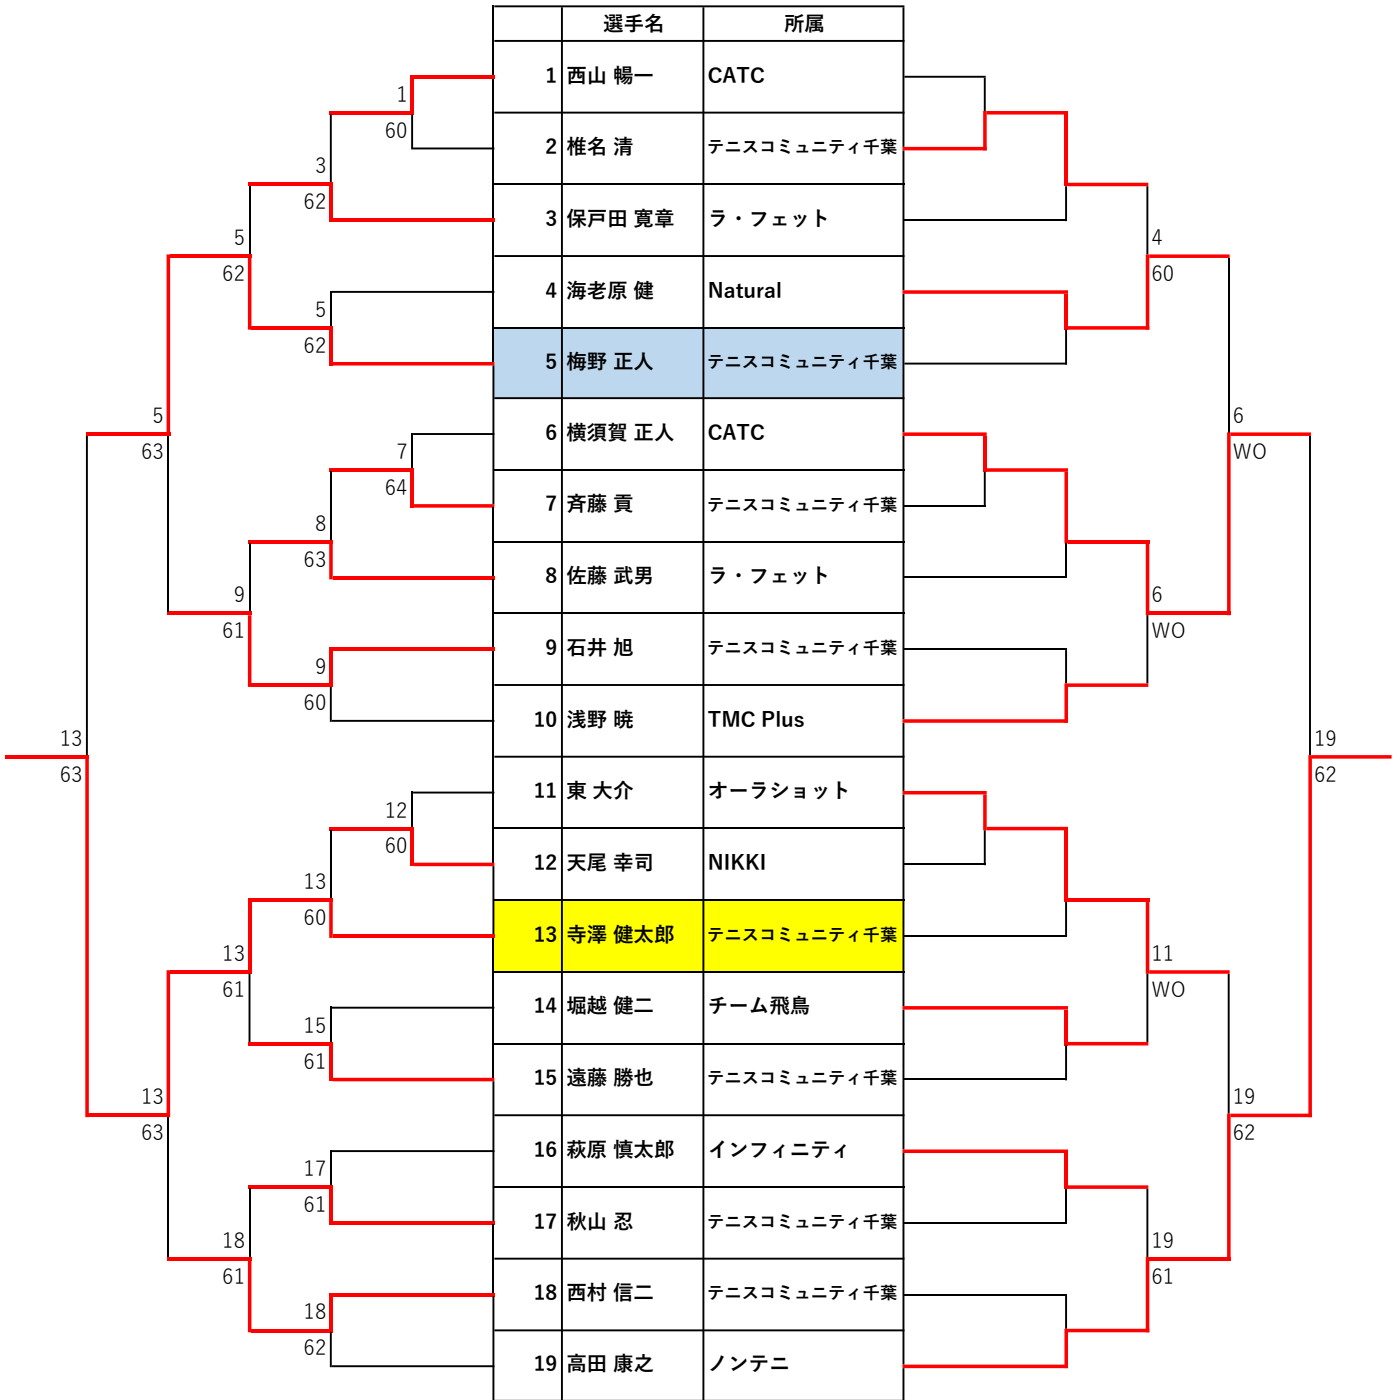 選手名 所属
1 西山 暢一 CATC
1
60
2 椎名 清 テニスコミュニティ千葉
3
62
3 保戸田 寛章 ラ・フェット
5
62
4
60
4 海老原 健 Natural
5
62
5 梅野 正人 テニスコミュニティ千葉
5
63
6
WO
6 横須賀 正人 CATC
7
64
7 斉藤 貢 テニスコミュニティ千葉
8
63
8 佐藤 武男 ラ・フェット
9
61
6
WO
9 石井 旭 テニスコミュニティ千葉
9
60
10 浅野 暁 TMC Plus
13
63
19
62
11 東 大介 オーラショット
12
60
12 天尾 幸司 NIKKI
13
60
13 寺澤 健太郎 テニスコミュニティ千葉
13
61
11
WO
14 堀越 健二 チーム飛鳥
15
61
15 遠藤 勝也 テニスコミュニティ千葉
13
63
19
62
16 萩原 慎太郎 インフィニティ
17
61
17 秋山 忍 テニスコミュニティ千葉
18
61
19
61
18 西村 信二 テニスコミュニティ千葉
18
62
19 高田 康之 ノンテニ